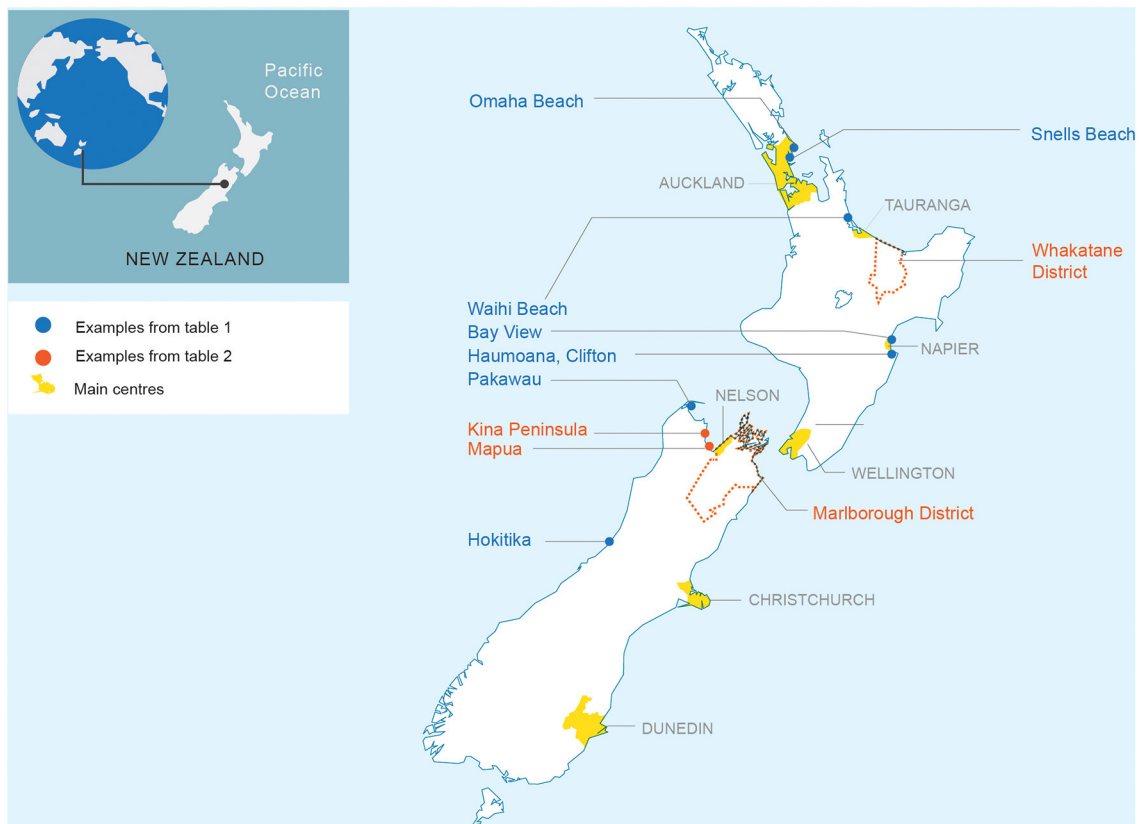 Pacific
Ocean
NEW ZEALAND
Examples from table 1
Examples from table 2
Main centres
Omaha Beach
Snells Beach
AUCKLAND
TAURANGA
Whakatane
District
Waihi Beach
Bay View
NAPIER
Haumoana, Clifton
Pakawau
NELSON
Kina Peninsula
Mapua
WELLINGTON
Marlborough District
Hokitika
CHRISTCHURCH
DUNEDIN